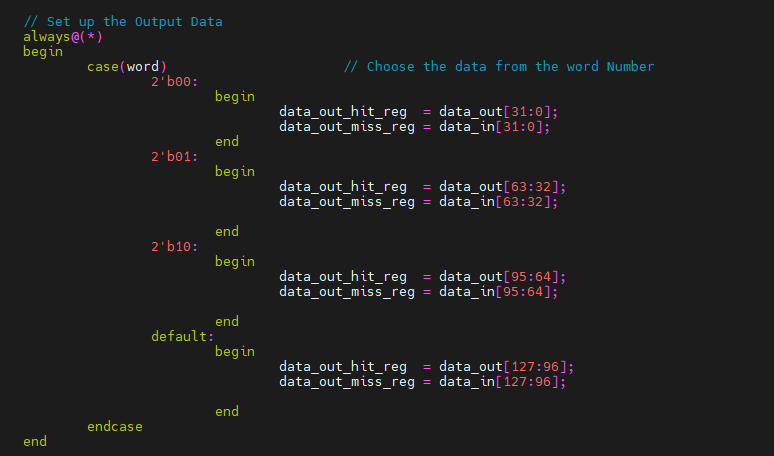 // Set up the Output Data
always@(*)
begin
case(word) // Choose the data from the word Number
2'b00:
begin
data_out_hit_reg = data_out[31:0];
data_out_miss_reg = data_in[31:0];
end
2'b01:
begin
data_out_hit_reg = data_out[63:32];
data_out_miss_reg = data_in[63:32];
end
2'b10:
begin
data_out_hit_reg = data_out[95:64];
data_out_miss_reg = data_in[95:64];
end
default:
begin
data_out_hit_reg = data_out[127:96];
data_out_miss_reg = data_in[127:96];
end
endcase
end